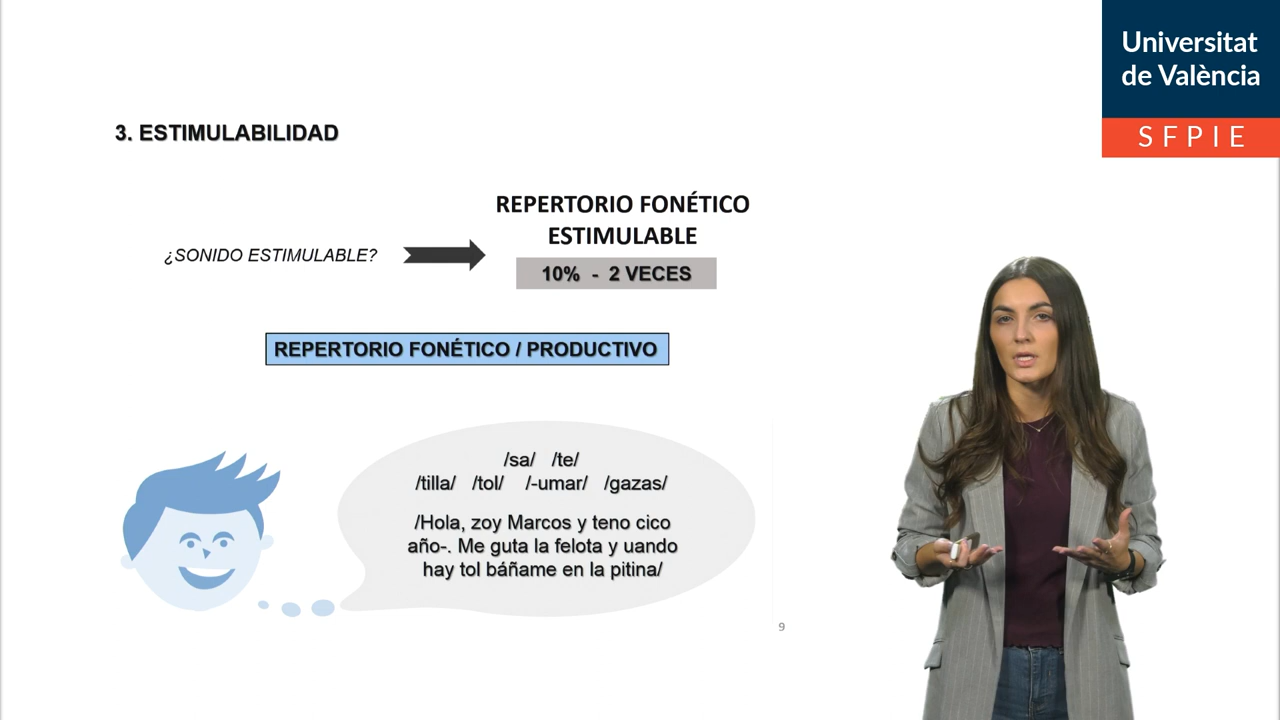 Universitat
de València
SFPIE
3. ESTIMULABILIDAD
REPERTORIO FONÉTICO
ESTIMULABLE
¿SONIDO ESTIMULABLE?
10% - 2 VECES
REPERTORIO FONÉTICO / PRODUCTIVO
/sa/ /te/
/tilla/ /tol/ /-umar/ /gazas/
/Hola, zoy Marcos y teno cico
año-. Me guta la felota y uando
hay tol báñame en la pitina/
9